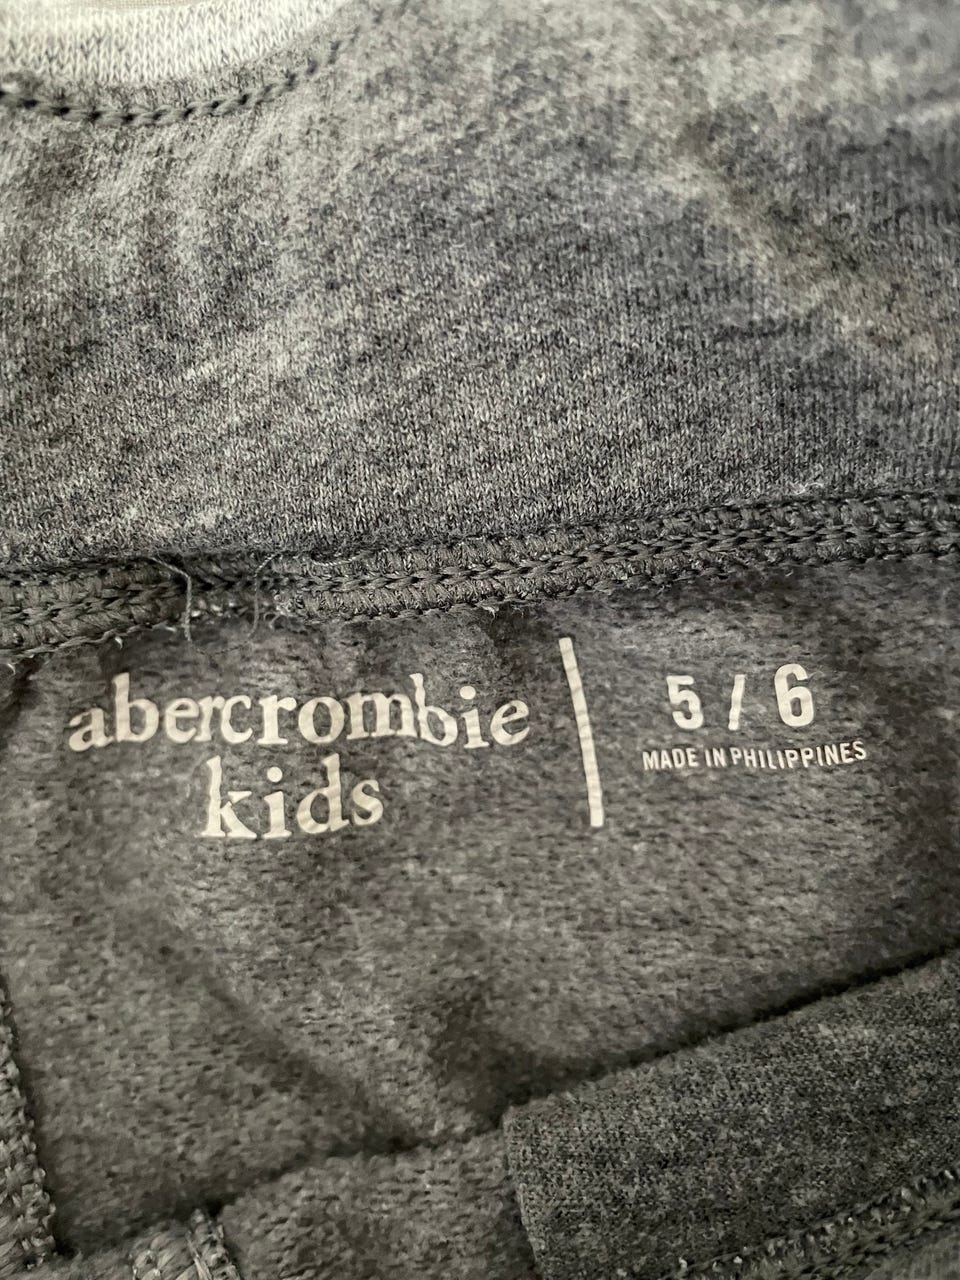 abercrombie
kids
5 / 6
MADE IN PHILIPPINES